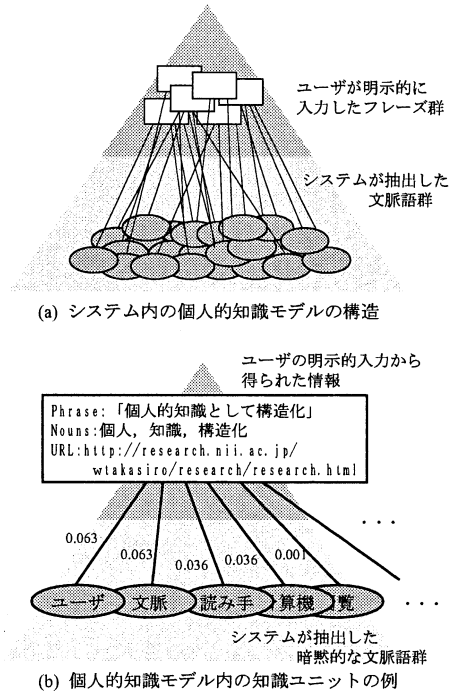 ユーザが明示的に
入力したフレーズ群
システムが抽出した
文脈語群
(a) システム内の個人的知識モデルの構造
ユーザの明示的入力から
得られた情報
Phrase:「個人的知識として構造化」
Nouns:個人, 知識, 構造化
URL:http://research.nii.ac.jp/
wtakasiro/research/research.html
0.063
0.063
0.036
0.036
0.001
・・・
ユーザ 文脈 読み手 算機 覧 ・・・
システムが抽出した
暗黙的な文脈語群
(b) 個人的知識モデル内の知識ユニットの例